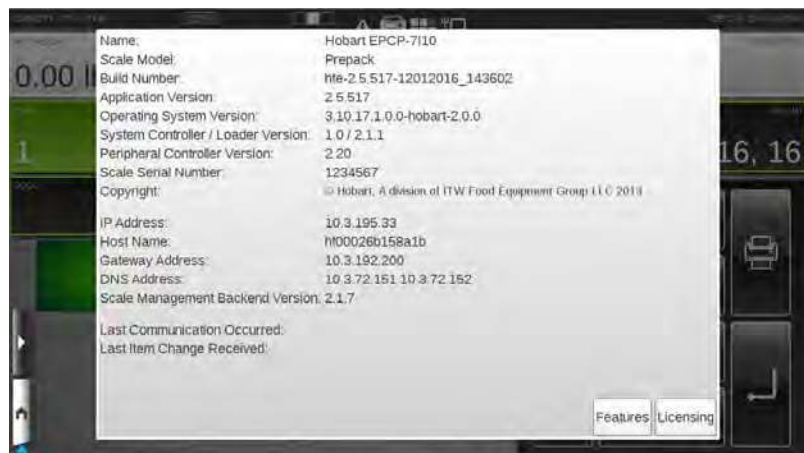 0.00 l
1
16, 16
Name: Hobart EPCP-7I10
Scale Model: Prepack
Build Number: hte-2.5.517-12012016_143602
Application Version: 2.5.517
Operating System Version: 3.10.17.1.0.0-hobart-2.0.0
System Controller / Loader Version: 1.0 / 2.1.1
Peripheral Controller Version: 2.20
Scale Serial Number: 1234567
Copyright: © Hobart, A division of ITW Food Equipment Group LLC 2013
IP Address: 10.3.195.33
Host Name: hf00026b158a1b
Gateway Address: 10.3.192.200
DNS Address: 10.3.72.151 10.3.72.152
Scale Management Backend Version: 2.1.7
Last Communication Occurred:
Last Item Change Received:
Features Licensing